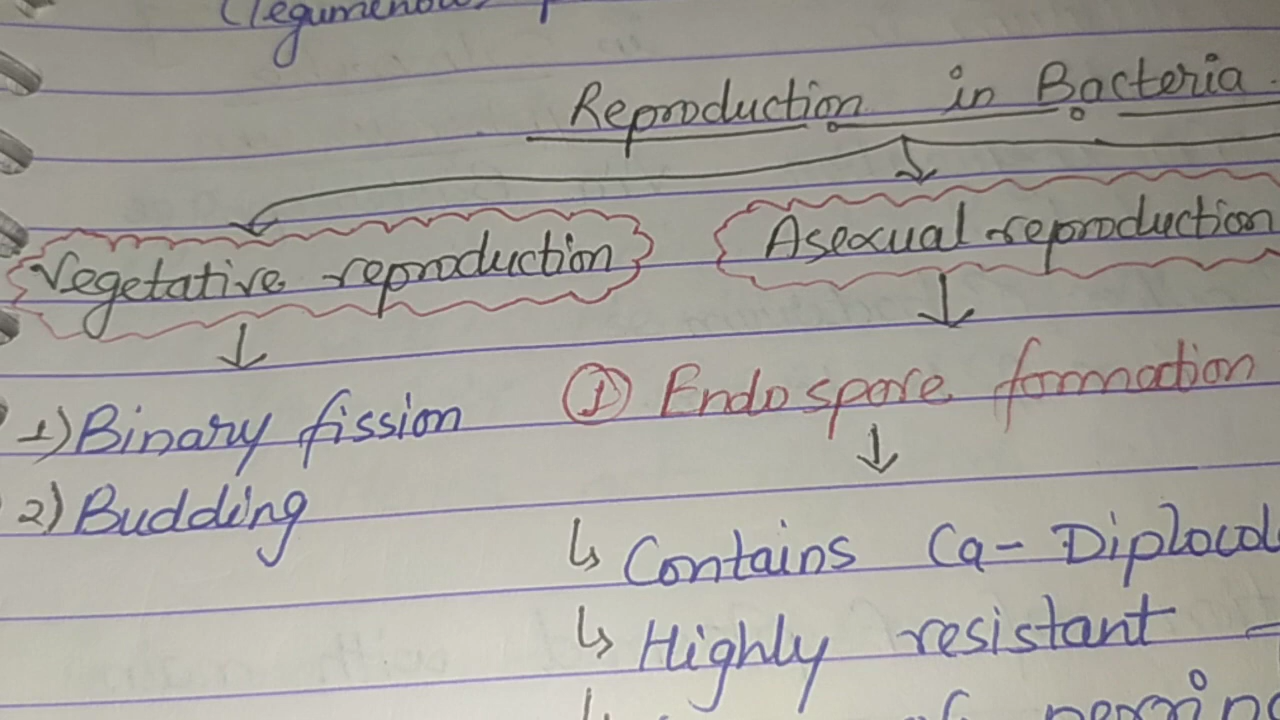 (legumenous
Reproduction in Bacteria
Vegetative reproduction
Asexual reproduction
1) Binary fission
① Endospore formation
2) Budding
↳ Contains Ca- Diplocol
↳ Highly resistant -